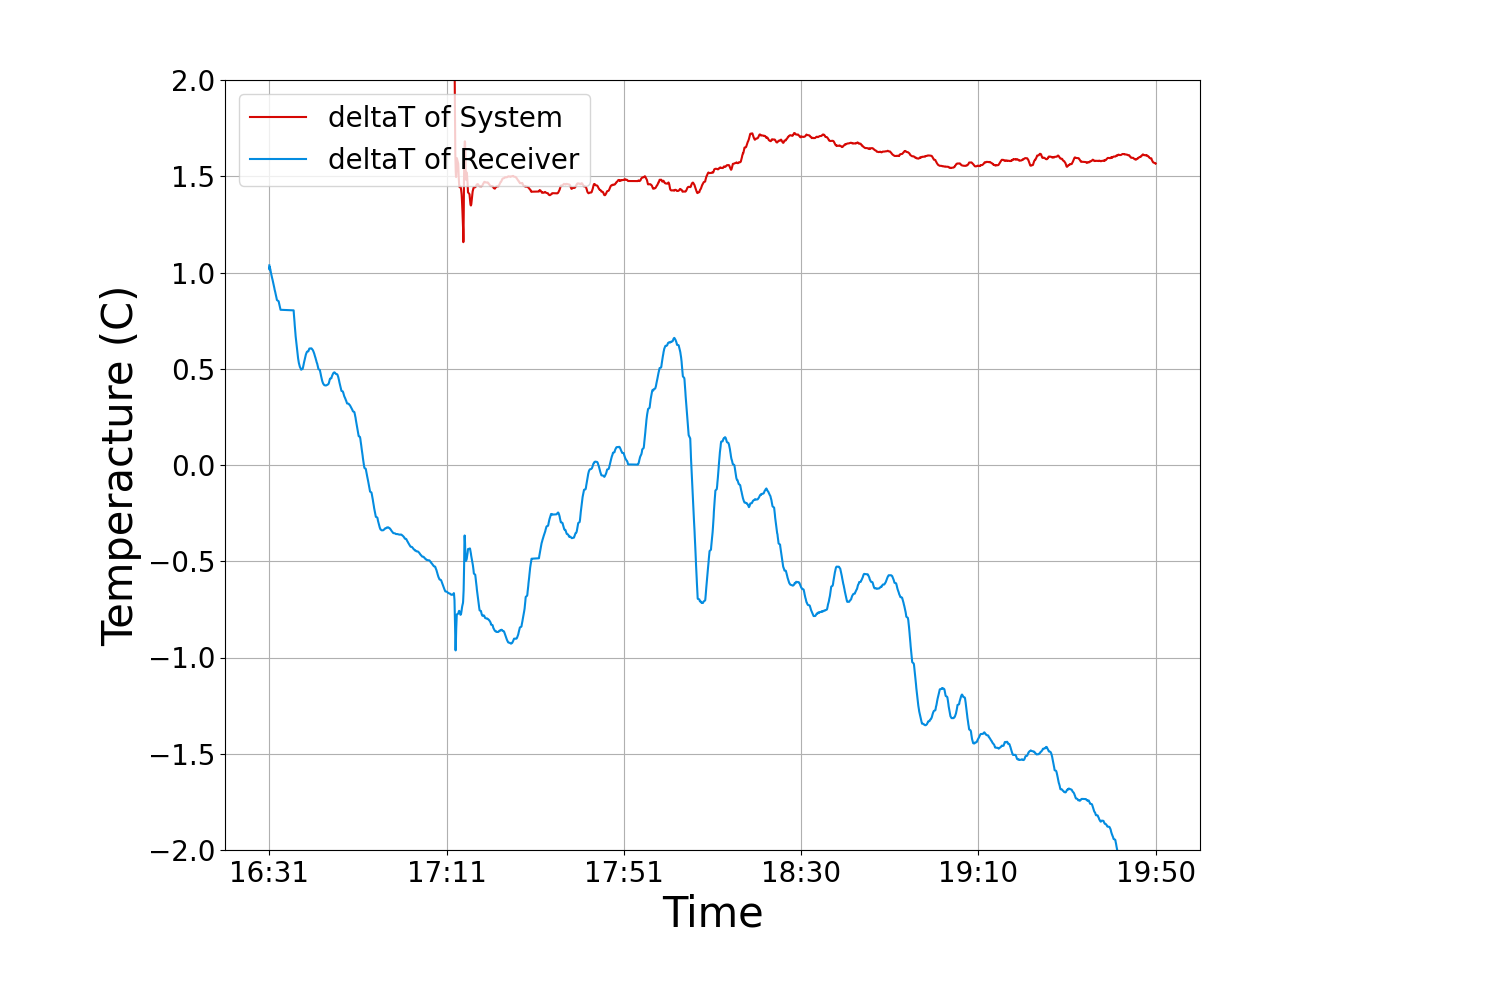 deltaT of System
deltaT of Receiver
2.0
1.5
1.0
0.5
0.0
−0.5
−1.0
−1.5
−2.0
Temperacture (C)
16:31 17:11 17:51 18:30 19:10 19:50
Time